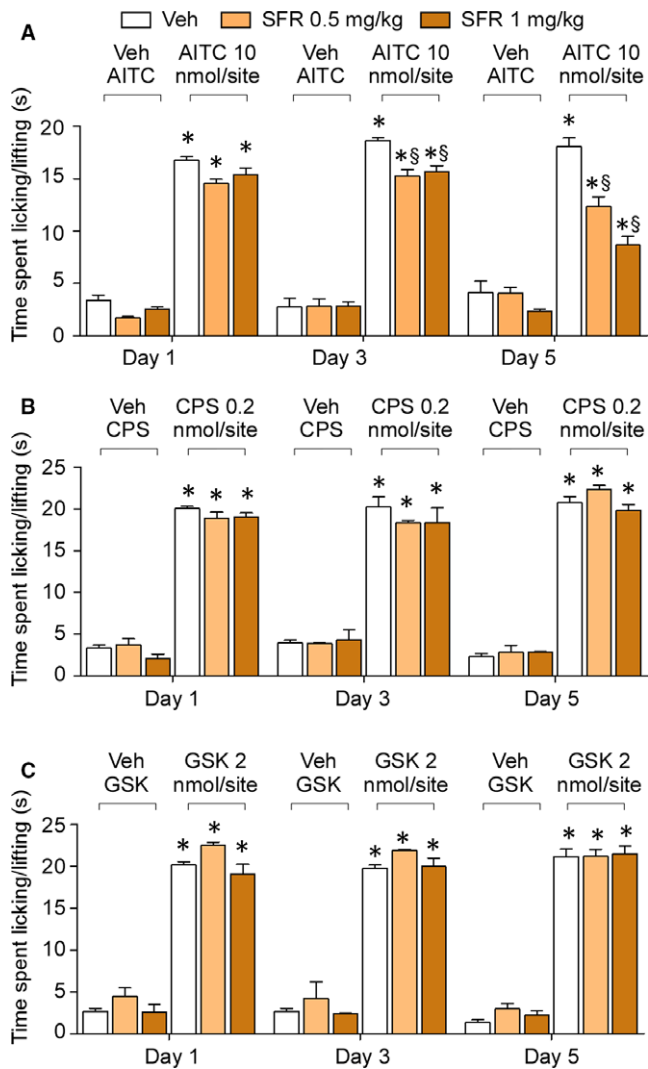 Veh SFR 0.5 mg/kg SFR 1 mg/kg
A
Veh AITC 10 Veh AITC 10 Veh AITC 10
AITC nmol/site AITC nmol/site AITC nmol/site
Time spent licking/lifting (s)
20
15
10
5
0
* * * * *§ *§ * *§ *§
Day 1 Day 3 Day 5
B
Veh CPS 0.2 Veh CPS 0.2 Veh CPS 0.2
CPS nmol/site CPS nmol/site CPS nmol/site
Time spent licking/lifting (s)
25
20
15
10
5
0
* * * * * * * * *
Day 1 Day 3 Day 5
C
Veh GSK 2 Veh GSK 2 Veh GSK 2
GSK nmol/site GSK nmol/site GSK nmol/site
Time spent licking/lifting (s)
25
20
15
10
5
0
* * * * * * * * *
Day 1 Day 3 Day 5